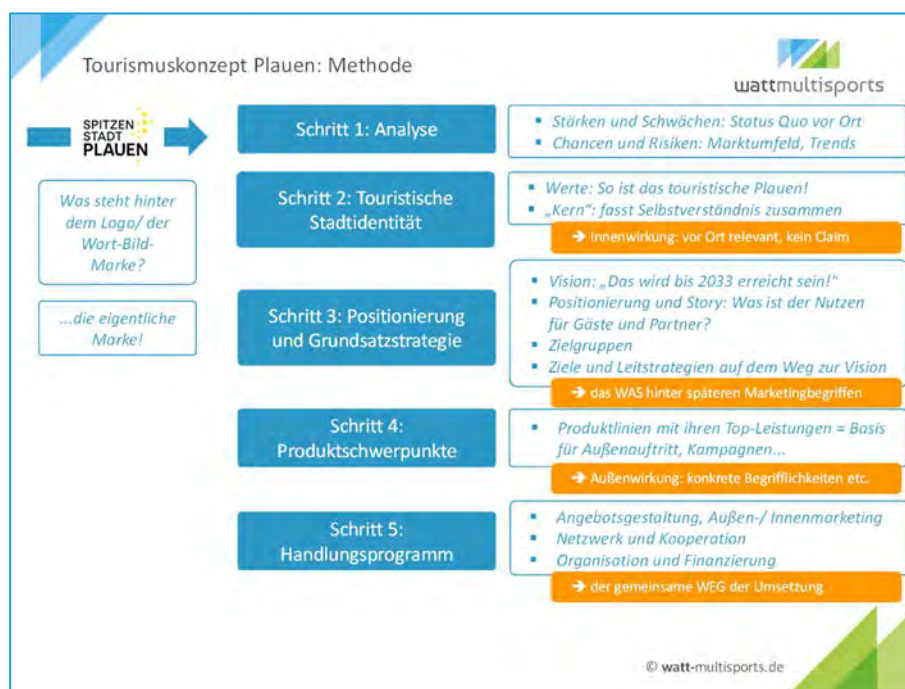 Tourismuskonzept Plauen: Methode
wattmultisports
SPITZEN
STADT
PLAUEN
Was steht hinter
dem Logo/ der
Wort-Bild-
Marke?
...die eigentliche
Marke!
Schritt 1: Analyse
▪ Stärken und Schwächen: Status Quo vor Ort
▪ Chancen und Risiken: Marktumfeld, Trends
Schritt 2: Touristische
Stadtidentität
▪ Werte: So ist das touristische Plauen!
▪ „Kern“: fasst Selbstverständnis zusammen
➔ Innenwirkung: vor Ort relevant, kein Claim
Schritt 3: Positionierung
und Grundsatzstrategie
▪ Vision: „Das wird bis 2033 erreicht sein!“
▪ Positionierung und Story: Was ist der Nutzen
für Gäste und Partner?
▪ Zielgruppen
▪ Ziele und Leitstrategien auf dem Weg zur Vision
➔ das WAS hinter späteren Marketingbegriffen
Schritt 4:
Produktschwerpunkte
▪ Produktlinien mit ihren Top-Leistungen = Basis
für Außenauftritt, Kampagnen...
➔ Außenwirkung: konkrete Begrifflichkeiten etc.
Schritt 5:
Handlungsprogramm
▪ Angebotsgestaltung, Außen-/ Innenmarketing
▪ Netzwerk und Kooperation
▪ Organisation und Finanzierung
➔ der gemeinsame WEG der Umsetzung
© watt-multisports.de